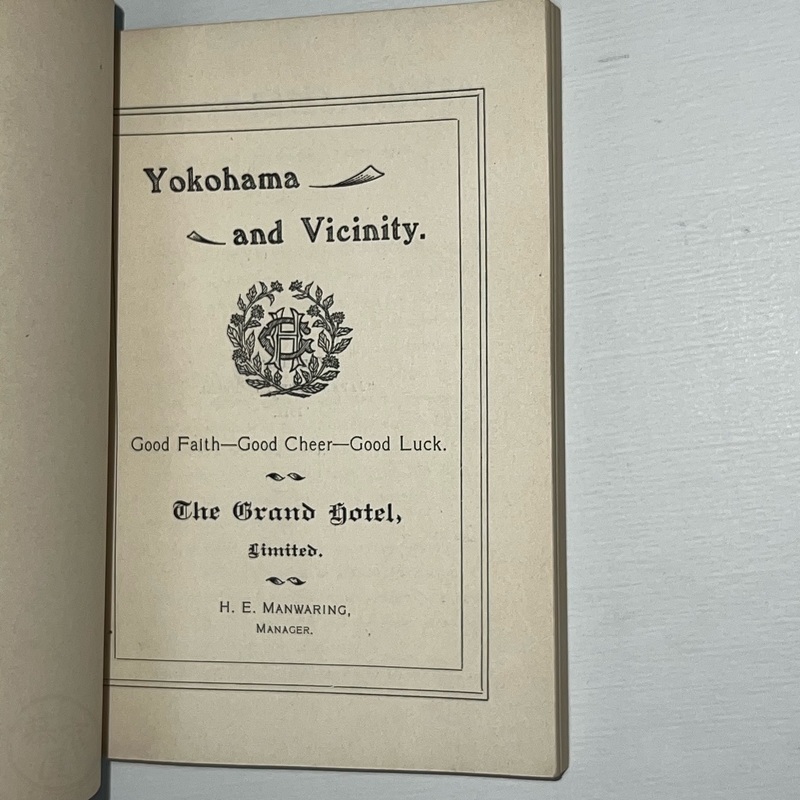 Yokohama
and Vicinity.
Good Faith—Good Cheer—Good Luck.
The Grand Hotel,
Limited.
H. E. MANWARING,
MANAGER.